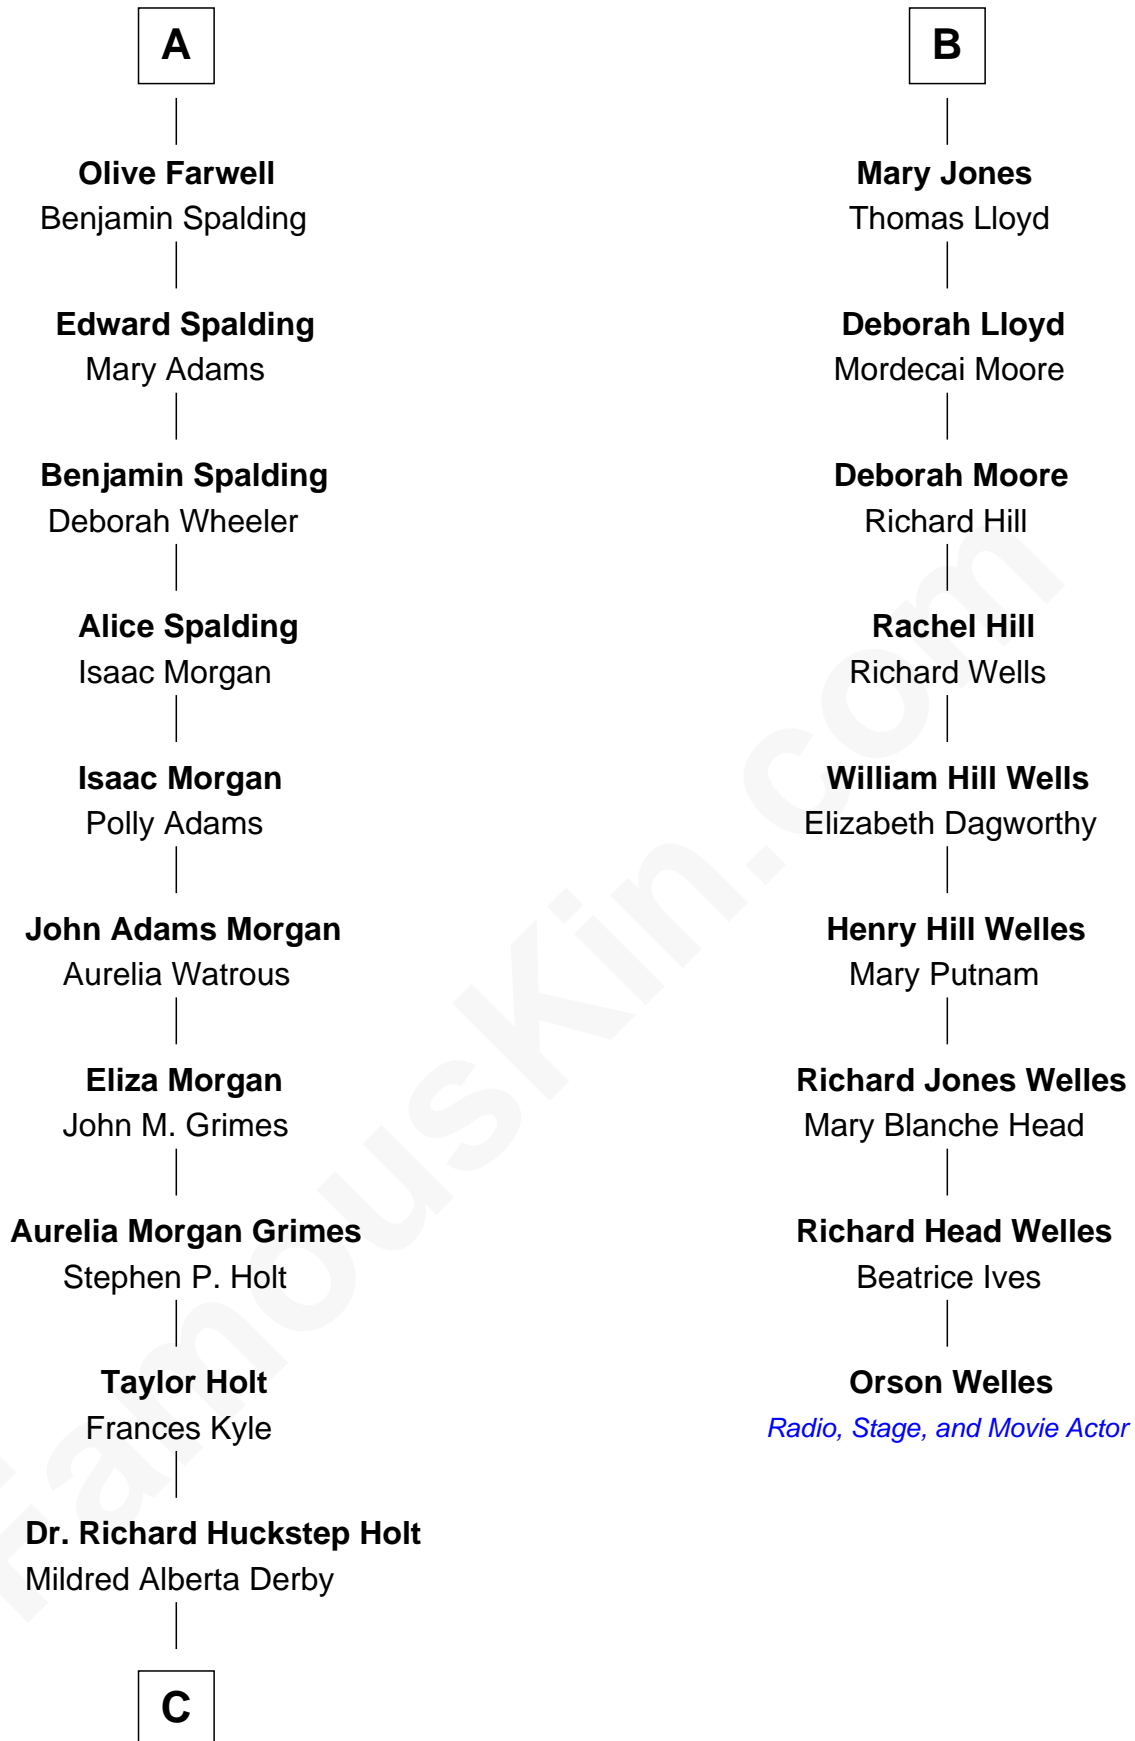 A
Olive Farwell
Benjamin Spalding
Edward Spalding
Mary Adams
Benjamin Spalding
Deborah Wheeler
Alice Spalding
Isaac Morgan
Isaac Morgan
Polly Adams
John Adams Morgan
Aurelia Watrous
Eliza Morgan
John M. Grimes
Aurelia Morgan Grimes
Stephen P. Holt
Taylor Holt
Frances Kyle
Dr. Richard Huckstep Holt
Mildred Alberta Derby
C
B
Mary Jones
Thomas Lloyd
Deborah Lloyd
Mordecai Moore
Deborah Moore
Richard Hill
Rachel Hill
Richard Wells
William Hill Wells
Elizabeth Dagworthy
Henry Hill Welles
Mary Putnam
Richard Jones Welles
Mary Blanche Head
Richard Head Welles
Beatrice Ives
Orson Welles
Radio, Stage, and Movie Actor
FamousKin.com